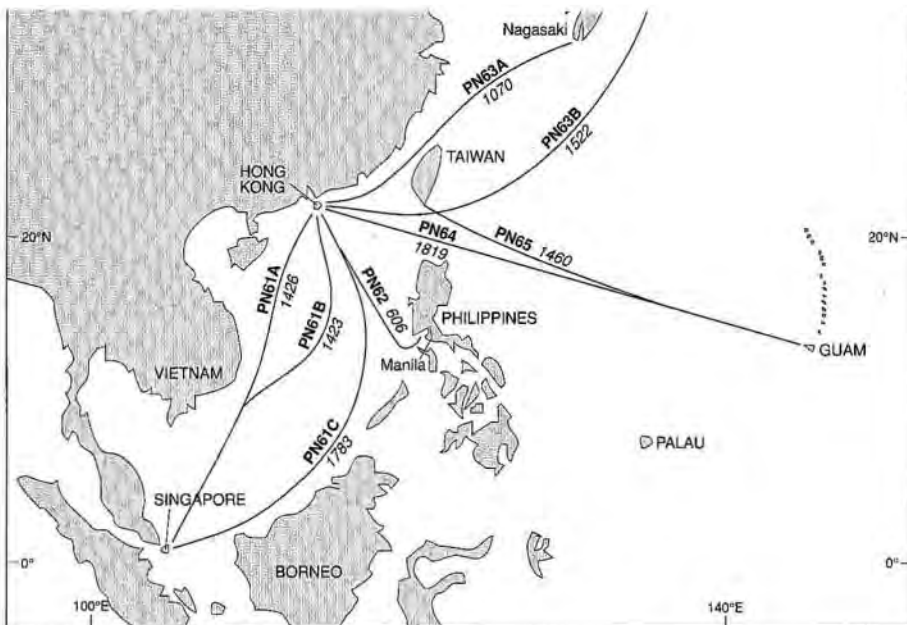 Nagasaki
PN63A
1070
PN63B
1522
TAIWAN
HONG
KONG
20°N
20°N
PN64
1819
PN65 1460
PN61A
1426
PN61B
1423
PN62 606
PHILIPPINES
Manila
GUAM
VIETNAM
PN61C
1783
PALAU
SINGAPORE
0°
0°
BORNEO
100°E
140°E